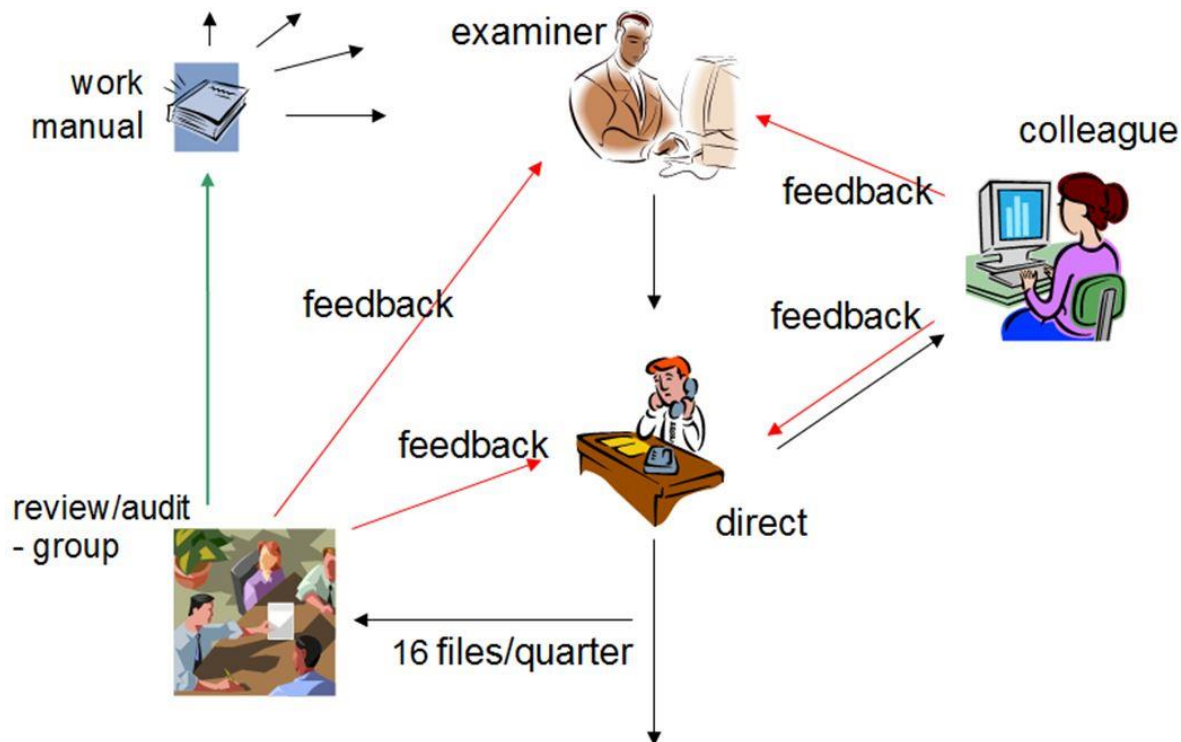 examiner
work
manual
colleague
feedback
feedback
feedback
feedback
review/audit
- group
direct
16 files/quarter